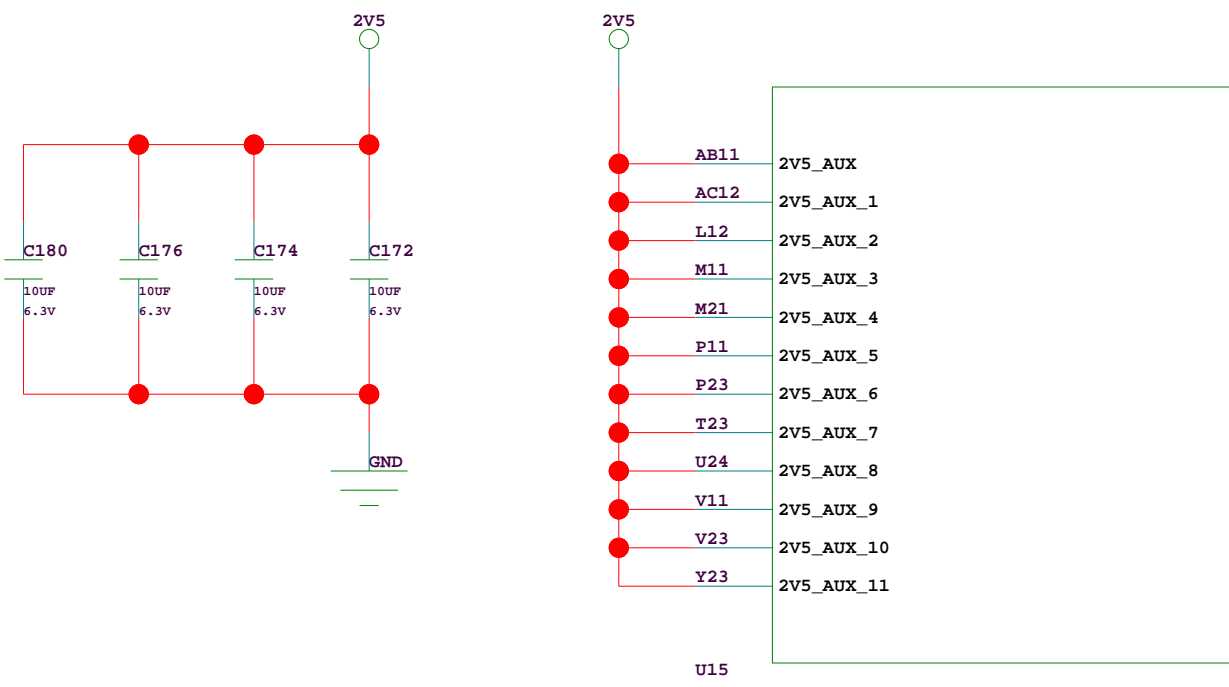 2V5
2V5
C180
10UF
6.3V
C176
10UF
6.3V
C174
10UF
6.3V
C172
10UF
6.3V
GND
AB11 2V5_AUX
AC12 2V5_AUX_1
L12 2V5_AUX_2
M11 2V5_AUX_3
M21 2V5_AUX_4
P11 2V5_AUX_5
P23 2V5_AUX_6
T23 2V5_AUX_7
U24 2V5_AUX_8
V11 2V5_AUX_9
V23 2V5_AUX_10
Y23 2V5_AUX_11
U15